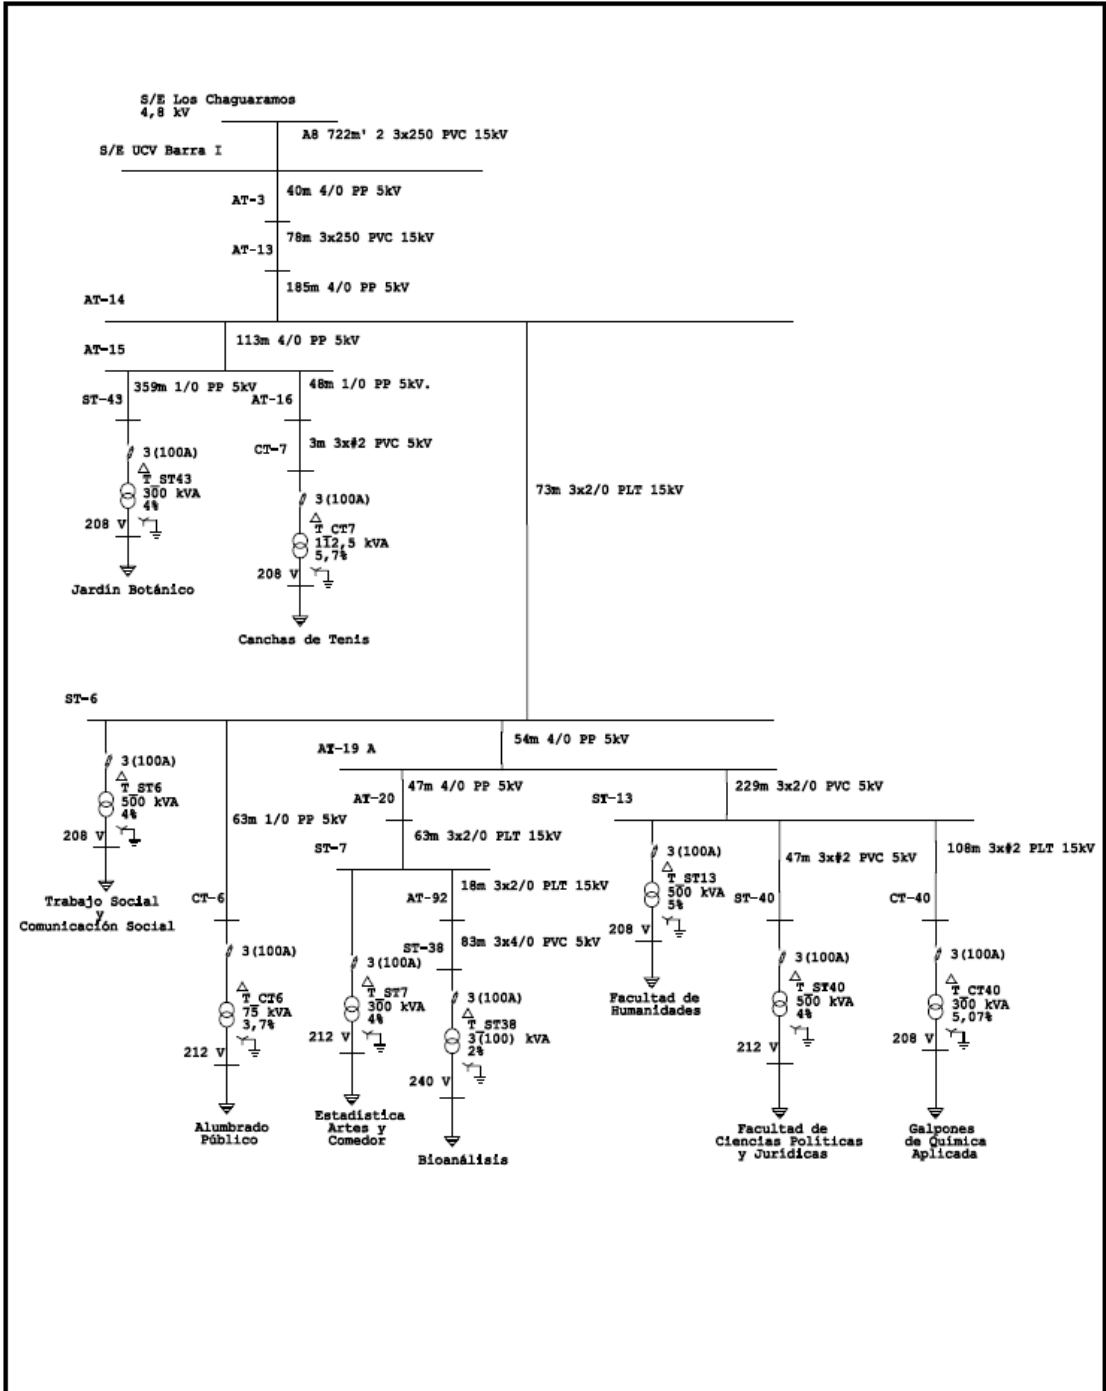 S/E Los Chaguaramos
4,8 kV
A8 722m' 2 3x250 PVC 15kV
S/E UCV Barra I
40m 4/0 PP 5kV
AT-3
78m 3x250 PVC 15kV
AT-13
185m 4/0 PP 5kV
AT-14
113m 4/0 PP 5kV
AT-15
359m 1/0 PP 5kV
48m 1/0 PP 5kV.
ST-43
AT-16
3(100A)
T_ST43
300 kVA
4%
208 V
Jardín Botánico
3m 3x#2 PVC 5kV
CT-7
3(100A)
T_CT7
112,5 kVA
5,7%
208 V
Canchas de Tenis
73m 3x2/0 PLT 15kV
ST-6
3(100A)
T_ST6
500 kVA
4%
208 V
Trabajo Social
y
Comunicación Social
63m 1/0 PP 5kV
CT-6
3(100A)
T_CT6
75 kVA
3,7%
212 V
Alumbrado
Público
54m 4/0 PP 5kV
AT-19 A
47m 4/0 PP 5kV
AT-20
63m 3x2/0 PLT 15kV
ST-7
3(100A)
T_ST7
300 kVA
4%
212 V
Estadística
Artes y
Comedor
18m 3x2/0 PLT 15kV
AT-92
83m 3x4/0 PVC 5kV
ST-38
3(100A)
T_ST38
3(100) kVA
2%
240 V
Bioanálisis
229m 3x2/0 PVC 5kV
ST-13
3(100A)
T_ST13
500 kVA
5%
208 V
Facultad de
Humanidades
47m 3x#2 PVC 5kV
ST-40
3(100A)
T_ST40
500 kVA
4%
212 V
Facultad de
Ciencias Políticas
y Jurídicas
108m 3x#2 PLT 15kV
CT-40
3(100A)
T_CT40
300 kVA
5,07%
208 V
Galpones
de Química
Aplicada